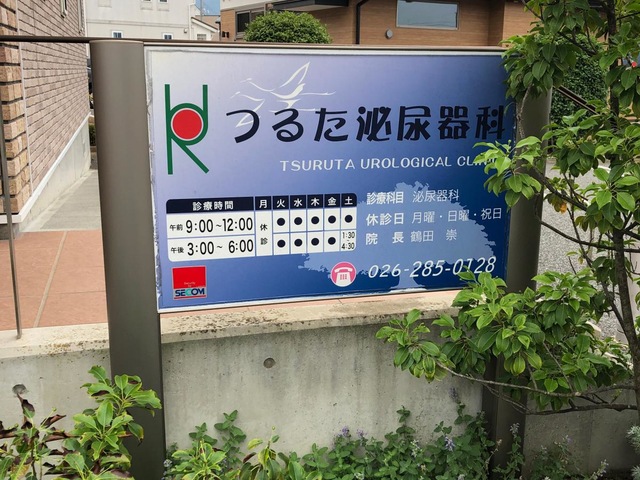 つるた泌尿器科
TSURUTA UROLOGICAL
診療時間 月 火 水 木 金 土
午前 9:00～12:00 休診 ● ● ● ● ●
午後 3:00～ 6:00 ● ● ● ● 1:30 4:30
診療科目 泌尿器科
休診日 月曜・日曜・祝日
院 長 鶴田 崇
026-285-0128
SECOM